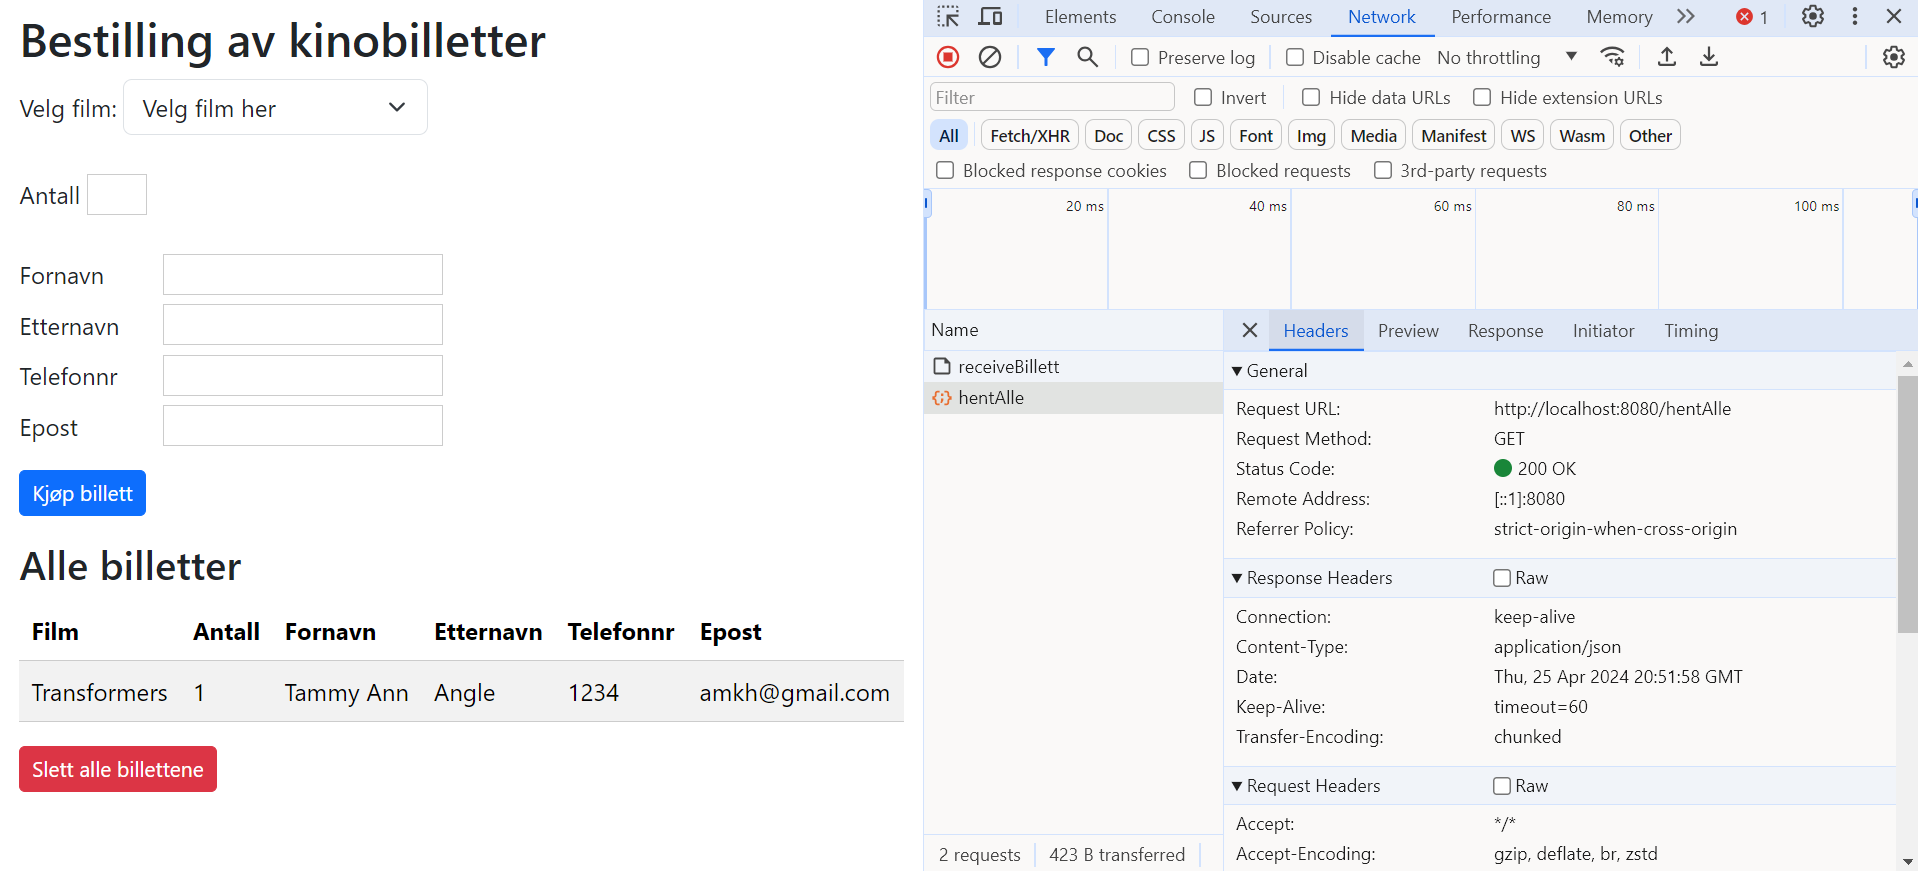 Bestilling av kinobilletter
Velg film: Velg film her
Antall
Fornavn
Etternavn
Telefonnr
Epost
Kjøp billett
Alle billetter
Film Antall Fornavn Etternavn Telefonnr Epost
Transformers 1 Tammy Ann Angle 1234 amkh@gmail.com
Slett alle billettene
Elements Console Sources Network Performance Memory 1
Preserve log Disable cache No throttling
Filter Invert Hide data URLs Hide extension URLs
All Fetch/XHR Doc CSS JS Font Img Media Manifest WS Wasm Other
Blocked response cookies Blocked requests 3rd-party requests
20 ms 40 ms 60 ms 80 ms 100 ms
Name
receiveBillett
hentAlle
2 requests 423 B transferred
Headers Preview Response Initiator Timing
General
Request URL: http://localhost:8080/hentAlle
Request Method: GET
Status Code: 200 OK
Remote Address: [::1]:8080
Referrer Policy: strict-origin-when-cross-origin
Response Headers Raw
Connection: keep-alive
Content-Type: application/json
Date: Thu, 25 Apr 2024 20:51:58 GMT
Keep-Alive: timeout=60
Transfer-Encoding: chunked
Request Headers Raw
Accept: */*
Accept-Encoding: gzip, deflate, br, zstd